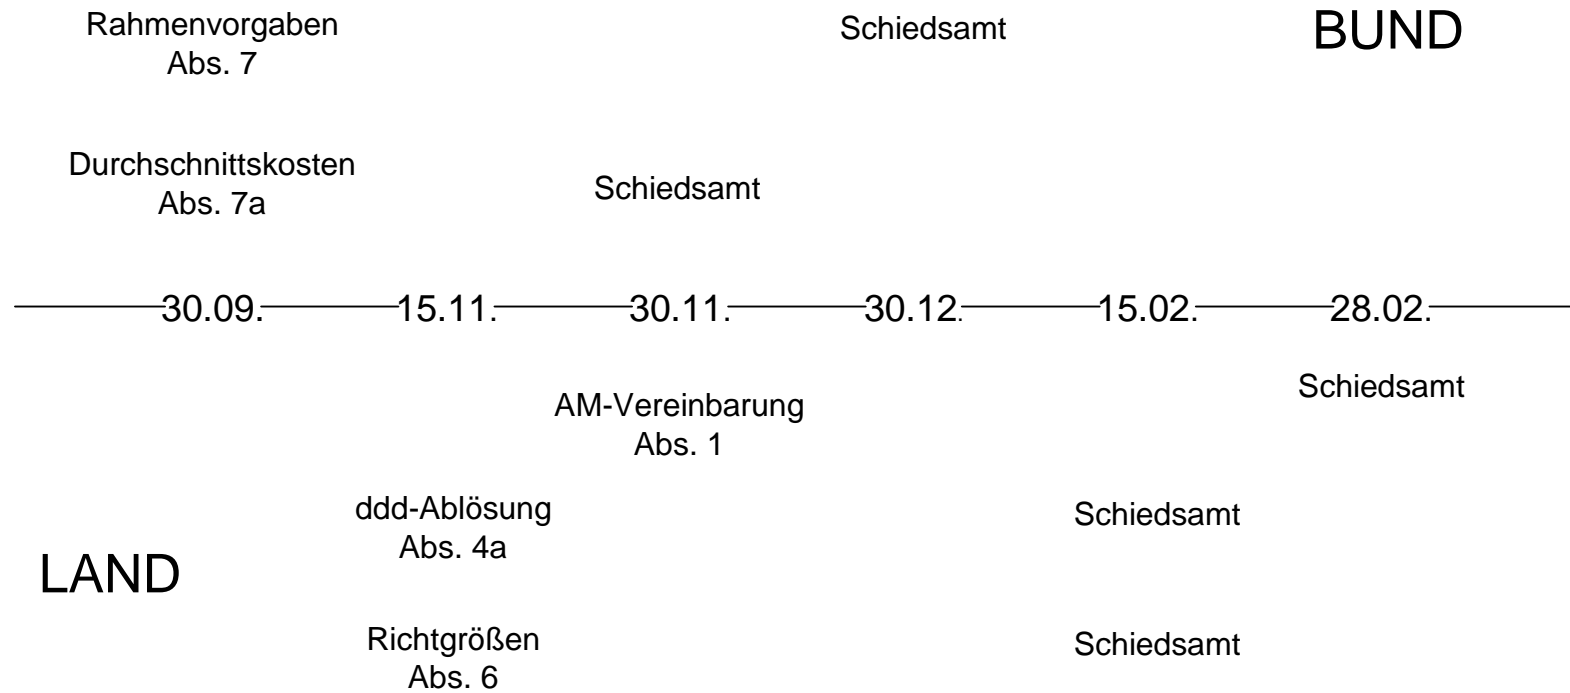 Rahmenvorgaben
Abs. 7
Schiedsamt
BUND
Durchschnittskosten
Abs. 7a
Schiedsamt
30.09. 15.11. 30.11. 30.12. 15.02. 28.02.
Schiedsamt
AM-Vereinbarung
Abs. 1
ddd-Ablösung
Abs. 4a
Schiedsamt
LAND
Richtgrößen
Abs. 6
Schiedsamt